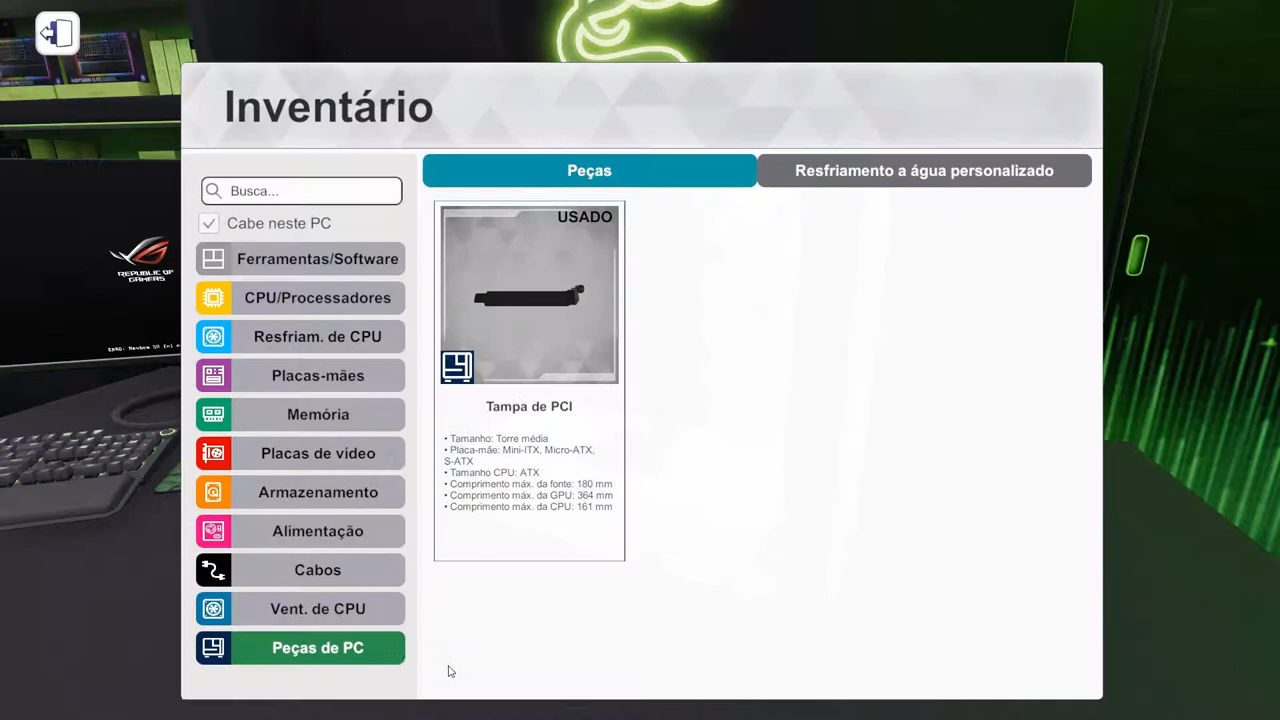 Inventário
Busca...
Cabe neste PC
Ferramentas/Software
CPU/Processadores
Resfriam. de CPU
Placas-mães
Memória
Placas de vídeo
Armazenamento
Alimentação
Cabos
Vent. de CPU
Peças de PC
Peças
Resfriamento a água personalizado
USADO
Tampa de PCI
• Tamanho: Torre média
• Placa-mãe: Mini-ITX, Micro-ATX,
S-ATX
• Tamanho CPU: ATX
• Comprimento máx. da fonte: 180 mm
• Comprimento máx. da GPU: 364 mm
• Comprimento máx. da CPU: 161 mm
REPUBLIC OF
GAMERS